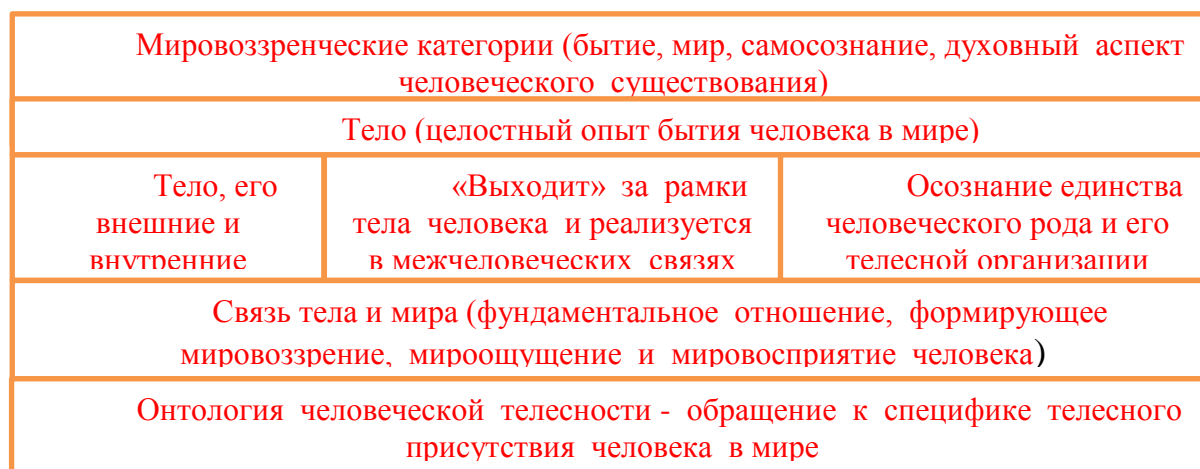 Мировоззренческие категории (бытие, мир, самосознание, духовный аспект
человеческого существования)
Тело (целостный опыт бытия человека в мире)
Тело, его
внешние и
внутренние
«Выходит» за рамки
тела человека и реализуется
в межчеловеческих связях
Осознание единства
человеческого рода и его
телесной организации
Связь тела и мира (фундаментальное отношение, формирующее
мировоззрение, мироощущение и мировосприятие человека)
Онтология человеческой телесности - обращение к специфике телесного
присутствия человека в мире